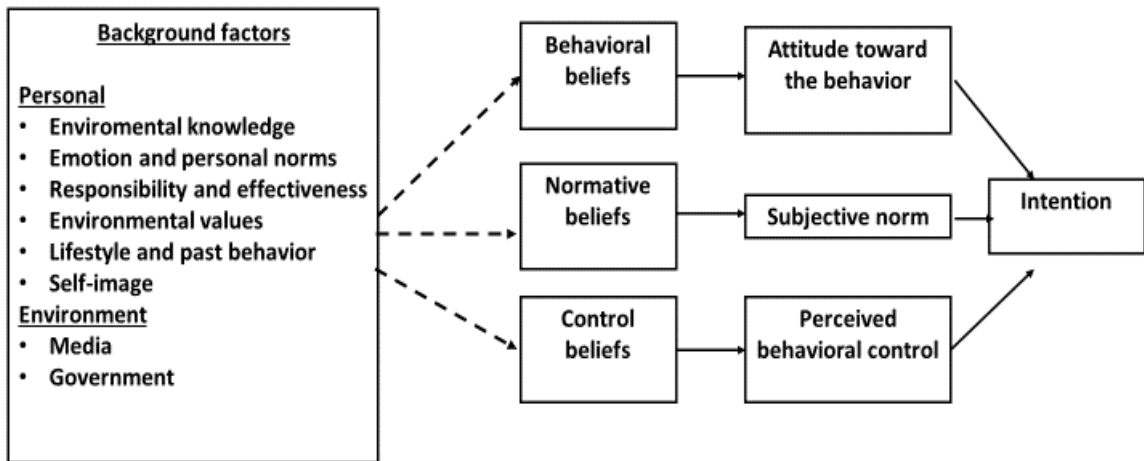 Background factors
Personal
• Enviromental knowledge
• Emotion and personal norms
• Responsibility and effectiveness
• Environmental values
• Lifestyle and past behavior
• Self-image
Environment
• Media
• Government
Behavioral
beliefs
Attitude toward
the behavior
Normative
beliefs
Subjective norm
Control
beliefs
Perceived
behavioral control
Intention